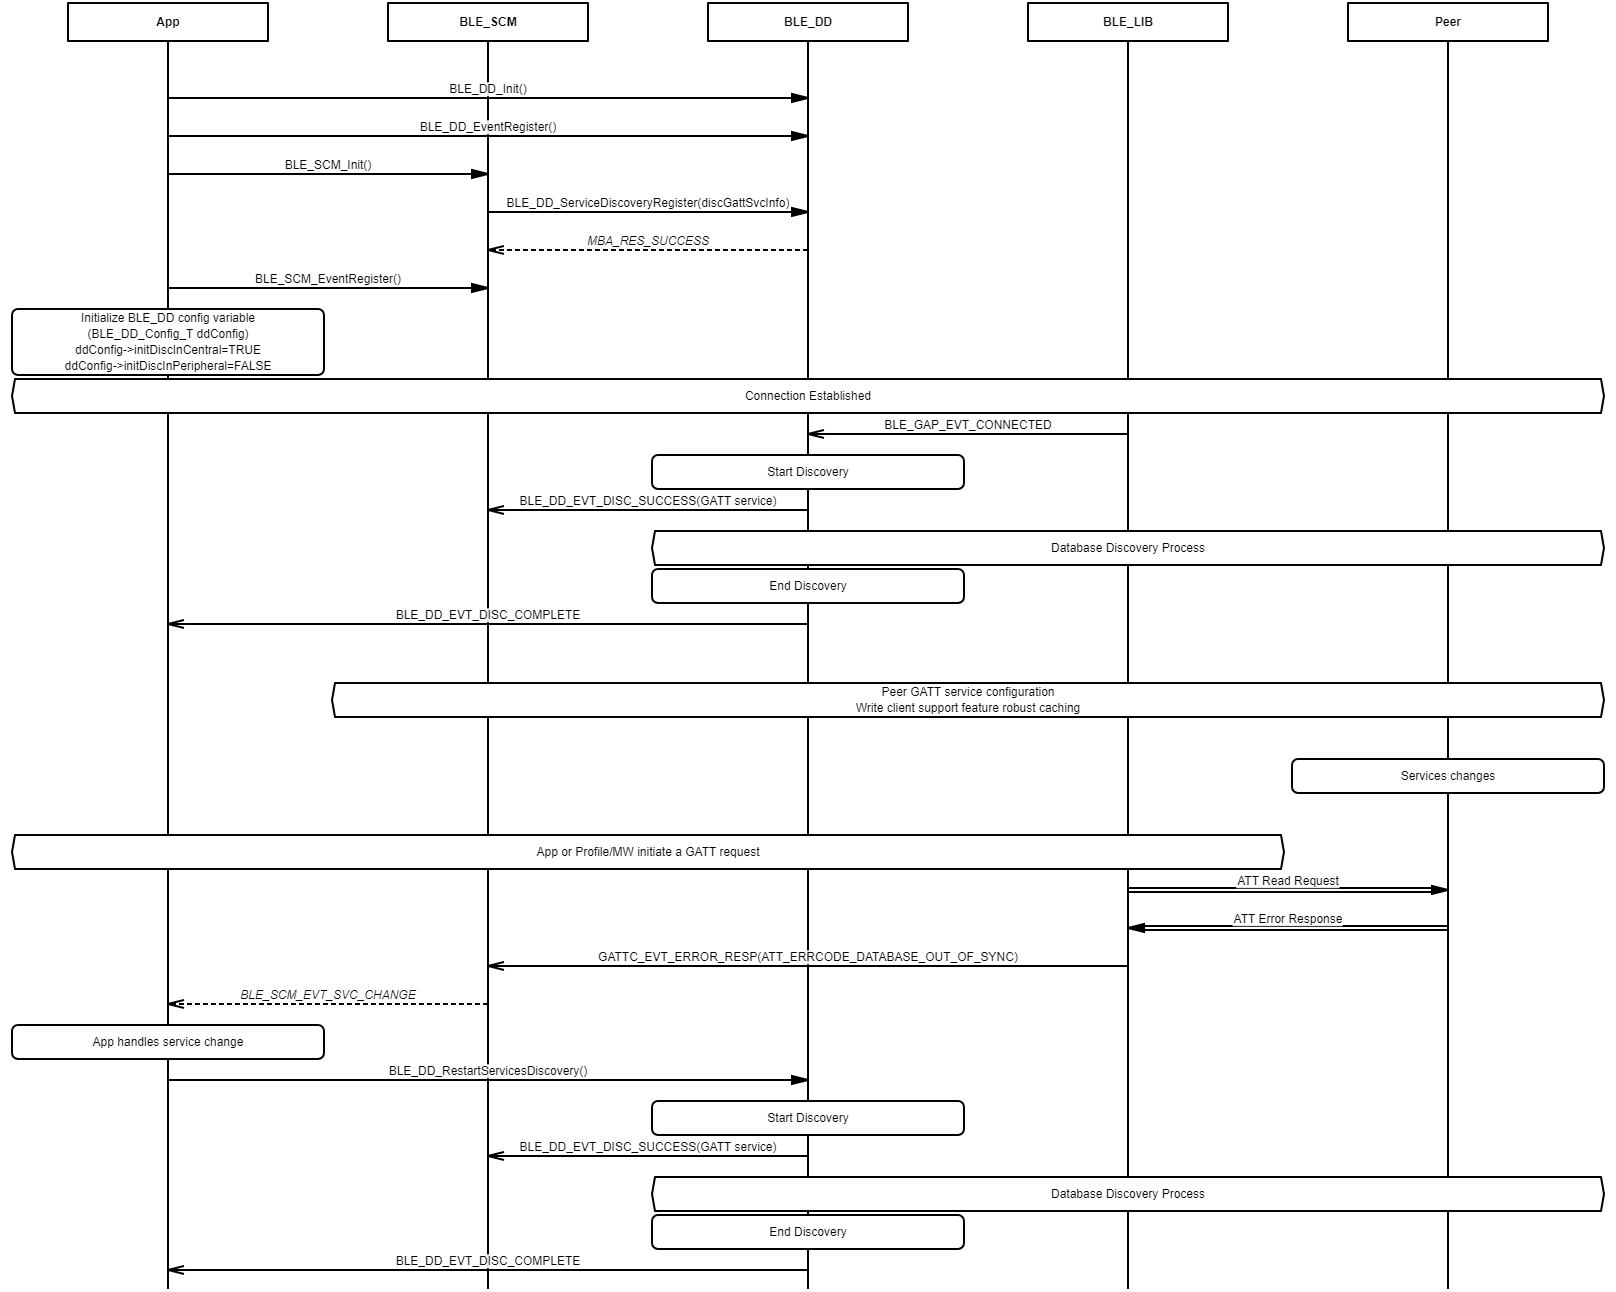 App
BLE_SCM
BLE_DD
BLE_LIB
Peer
BLE_DD_Init()
BLE_DD_EventRegister()
BLE_SCM_Init()
BLE_DD_ServiceDiscoveryRegister(discGattSvcInfo)
MBA_RES_SUCCESS
BLE_SCM_EventRegister()
Initialize BLE_DD config variable
(BLE_DD_Config_T ddConfig)
ddConfig->initDiscInCentral=TRUE
ddConfig->initDiscInPeripheral=FALSE
Connection Established
BLE_GAP_EVT_CONNECTED
Start Discovery
BLE_DD_EVT_DISC_SUCCESS(GATT service)
Database Discovery Process
End Discovery
BLE_DD_EVT_DISC_COMPLETE
Peer GATT service configuration
Write client support feature robust caching
Services changes
App or Profile/MW initiate a GATT request
ATT Read Request
ATT Error Response
GATTC_EVT_ERROR_RESP(ATT_ERRCODE_DATABASE_OUT_OF_SYNC)
BLE_SCM_EVT_SVC_CHANGE
App handles service change
BLE_DD_RestartServicesDiscovery()
Start Discovery
BLE_DD_EVT_DISC_SUCCESS(GATT service)
Database Discovery Process
End Discovery
BLE_DD_EVT_DISC_COMPLETE